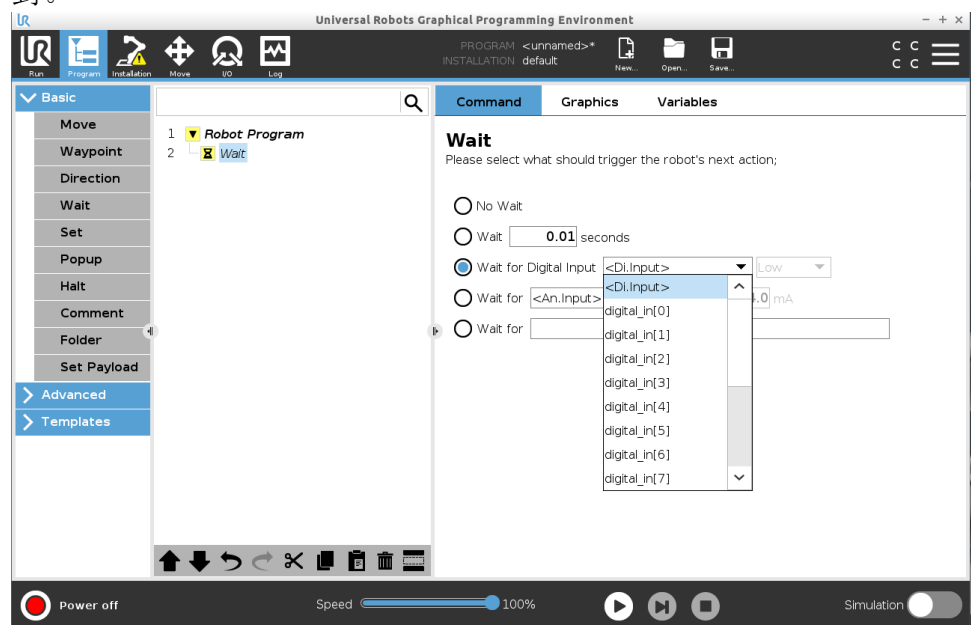 到。
UR Universal Robots Graphical Programming Environment
PROGRAM <unnamed>*
INSTALLATION default
Run Program Installation Move I/O Log New... Open... Save...
C C
C C
Basic
Move
Waypoint
Direction
Wait
Set
Popup
Halt
Comment
Folder
Set Payload
Advanced
Templates
1 Robot Program
2 Wait
Command Graphics Variables
Wait
Please select what should trigger the robot's next action;
No Wait
Wait 0.01 seconds
Wait for Digital Input <Di.Input> Low
Wait for <An.Input> .0 mA
Wait for
<Di.Input>
digital_in[0]
digital_in[1]
digital_in[2]
digital_in[3]
digital_in[4]
digital_in[5]
digital_in[6]
digital_in[7]
Power off Speed 100% Simulation